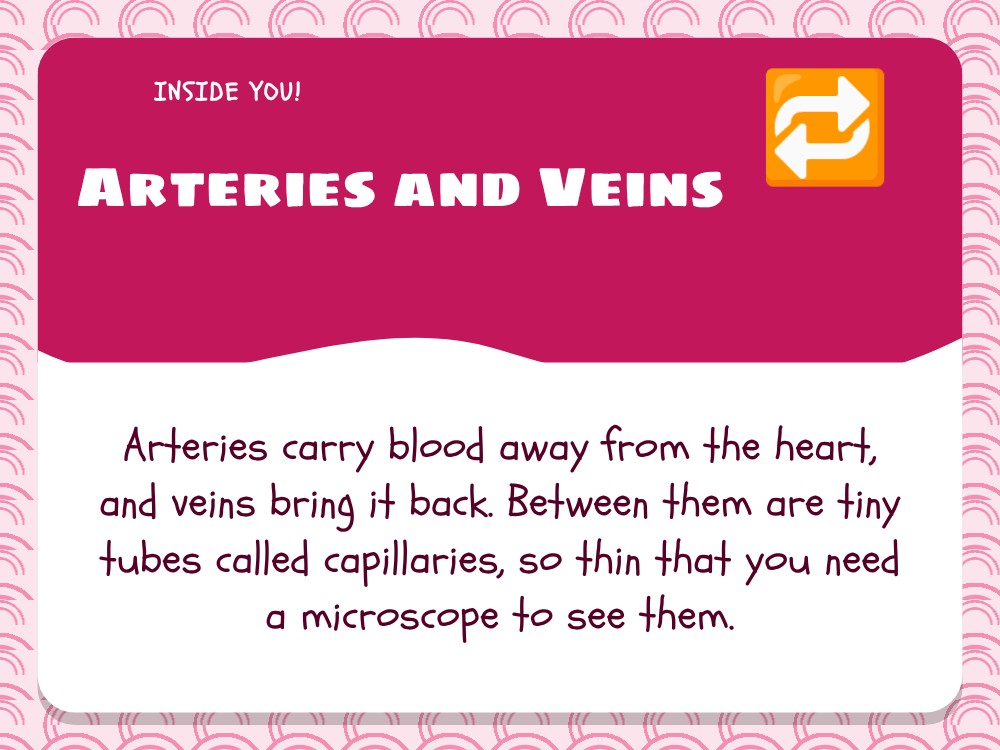 INSIDE YOU!
Arteries and Veins
Arteries carry blood away from the heart,
and veins bring it back. Between them are tiny
tubes called capillaries, so thin that you need
a microscope to see them.